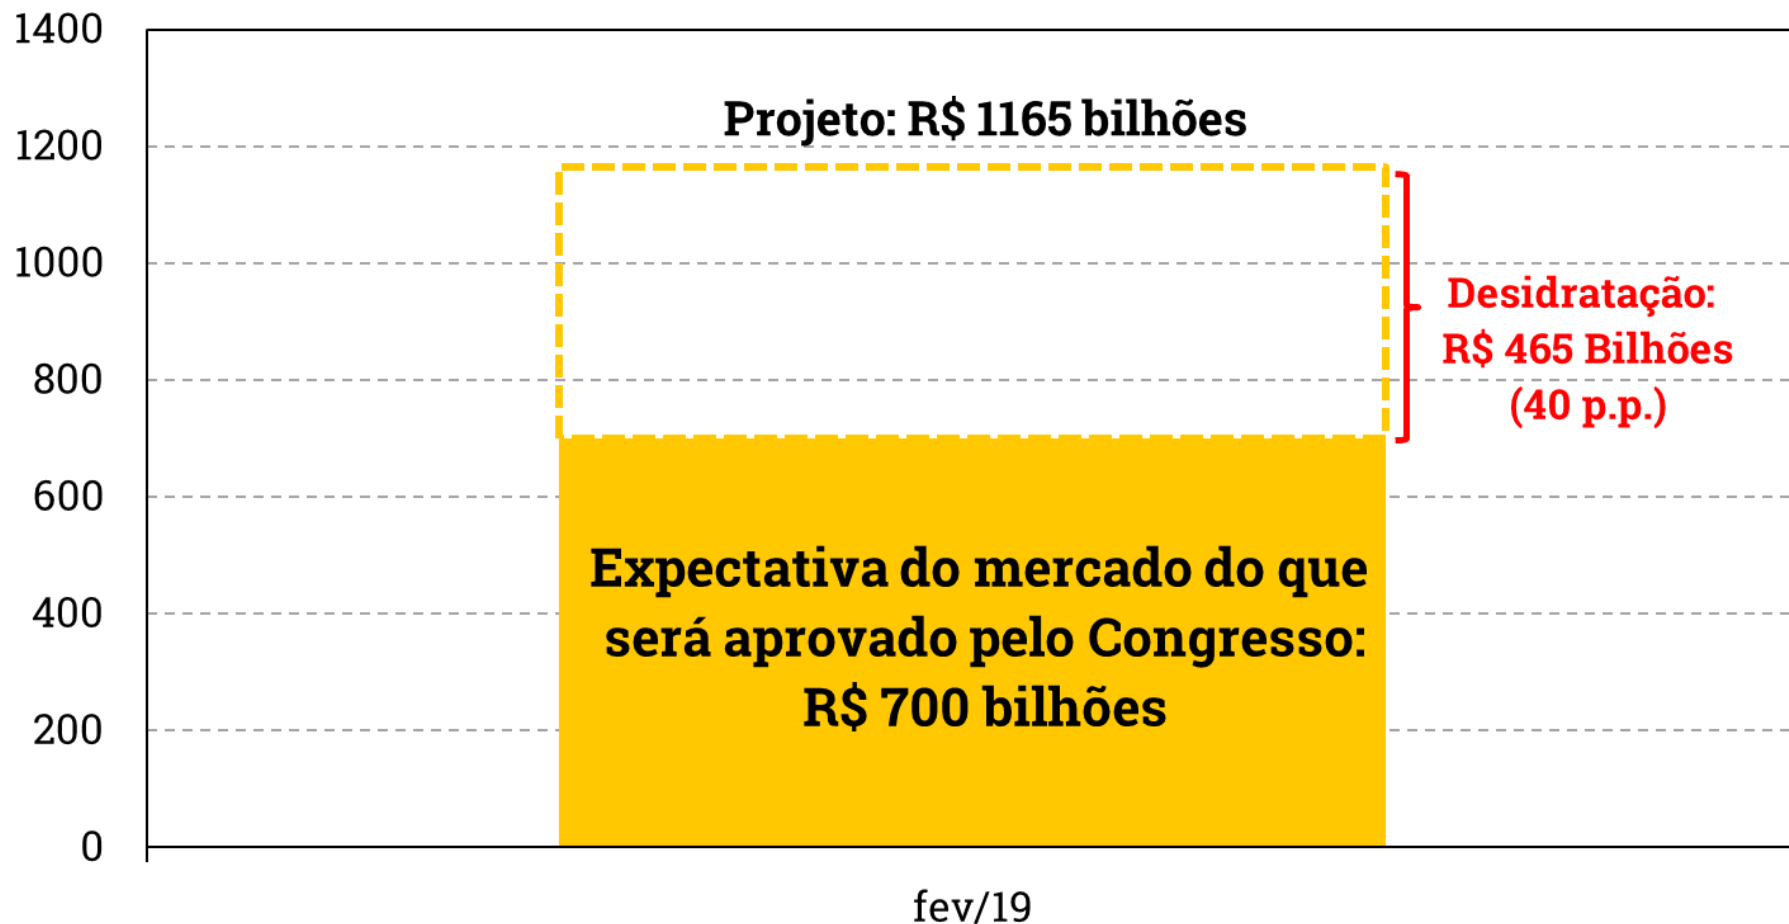 1400
Projeto: R$ 1165 bilhões
1200
1000
Desidratação:
R$ 465 Bilhões
800
(40 p.p.)
600
Expectativa do mercado do que
400
será aprovado pelo Congresso:
R$ 700 bilhões
200
0
fev/19